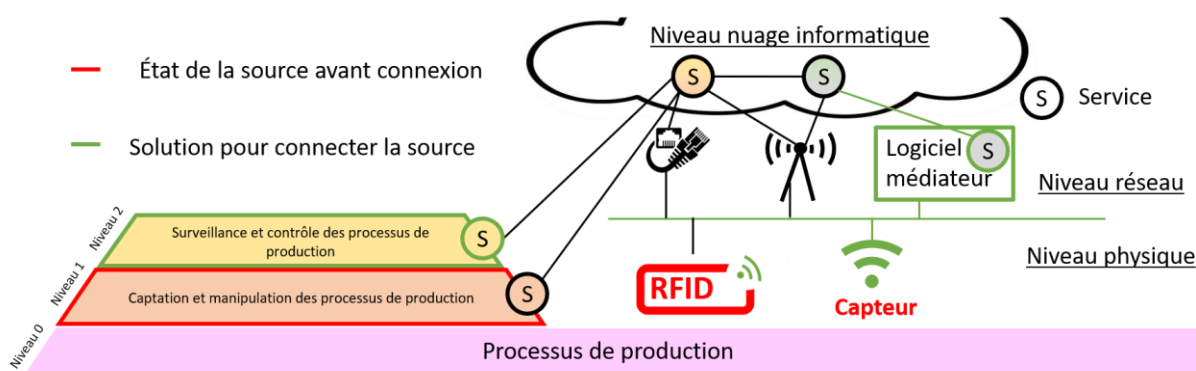 Niveau nuage informatique
État de la source avant connexion
S
S
S
Service
Solution pour connecter la source
Logiciel
médiateur
S
Niveau réseau
Niveau 2
Surveillance et contrôle des processus de
production
S
Niveau physique
Niveau 1
Captation et manipulation des processus de production
S
RFID
Capteur
Niveau 0
Processus de production